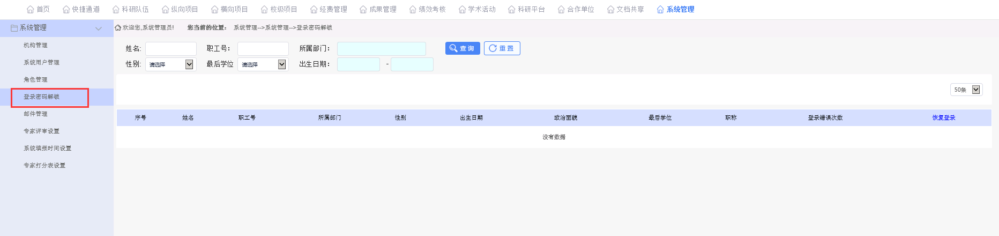 首页 快捷通道 科研队伍 纵向项目 横向项目 校级项目 经费管理 成果管理 绩效考核 学术活动 科研平台 合作单位 文档共享 系统管理
系统管理
机构管理
系统用户管理
角色管理
登录密码解锁
邮件管理
专家评审设置
系统填报时间设置
专家打分表设置
欢迎您,系统管理员! 您当前的位置： 系统管理-->系统管理-->登录密码解锁
姓名: 职工号： 所属部门： 查询 重置
性别: 请选择 最后学位 请选择 出生日期： -
50条
序号 姓名 职工号 所属部门 性别 出生日期 政治面貌 最后学位 职称 登录错误次数 恢复登录
没有数据